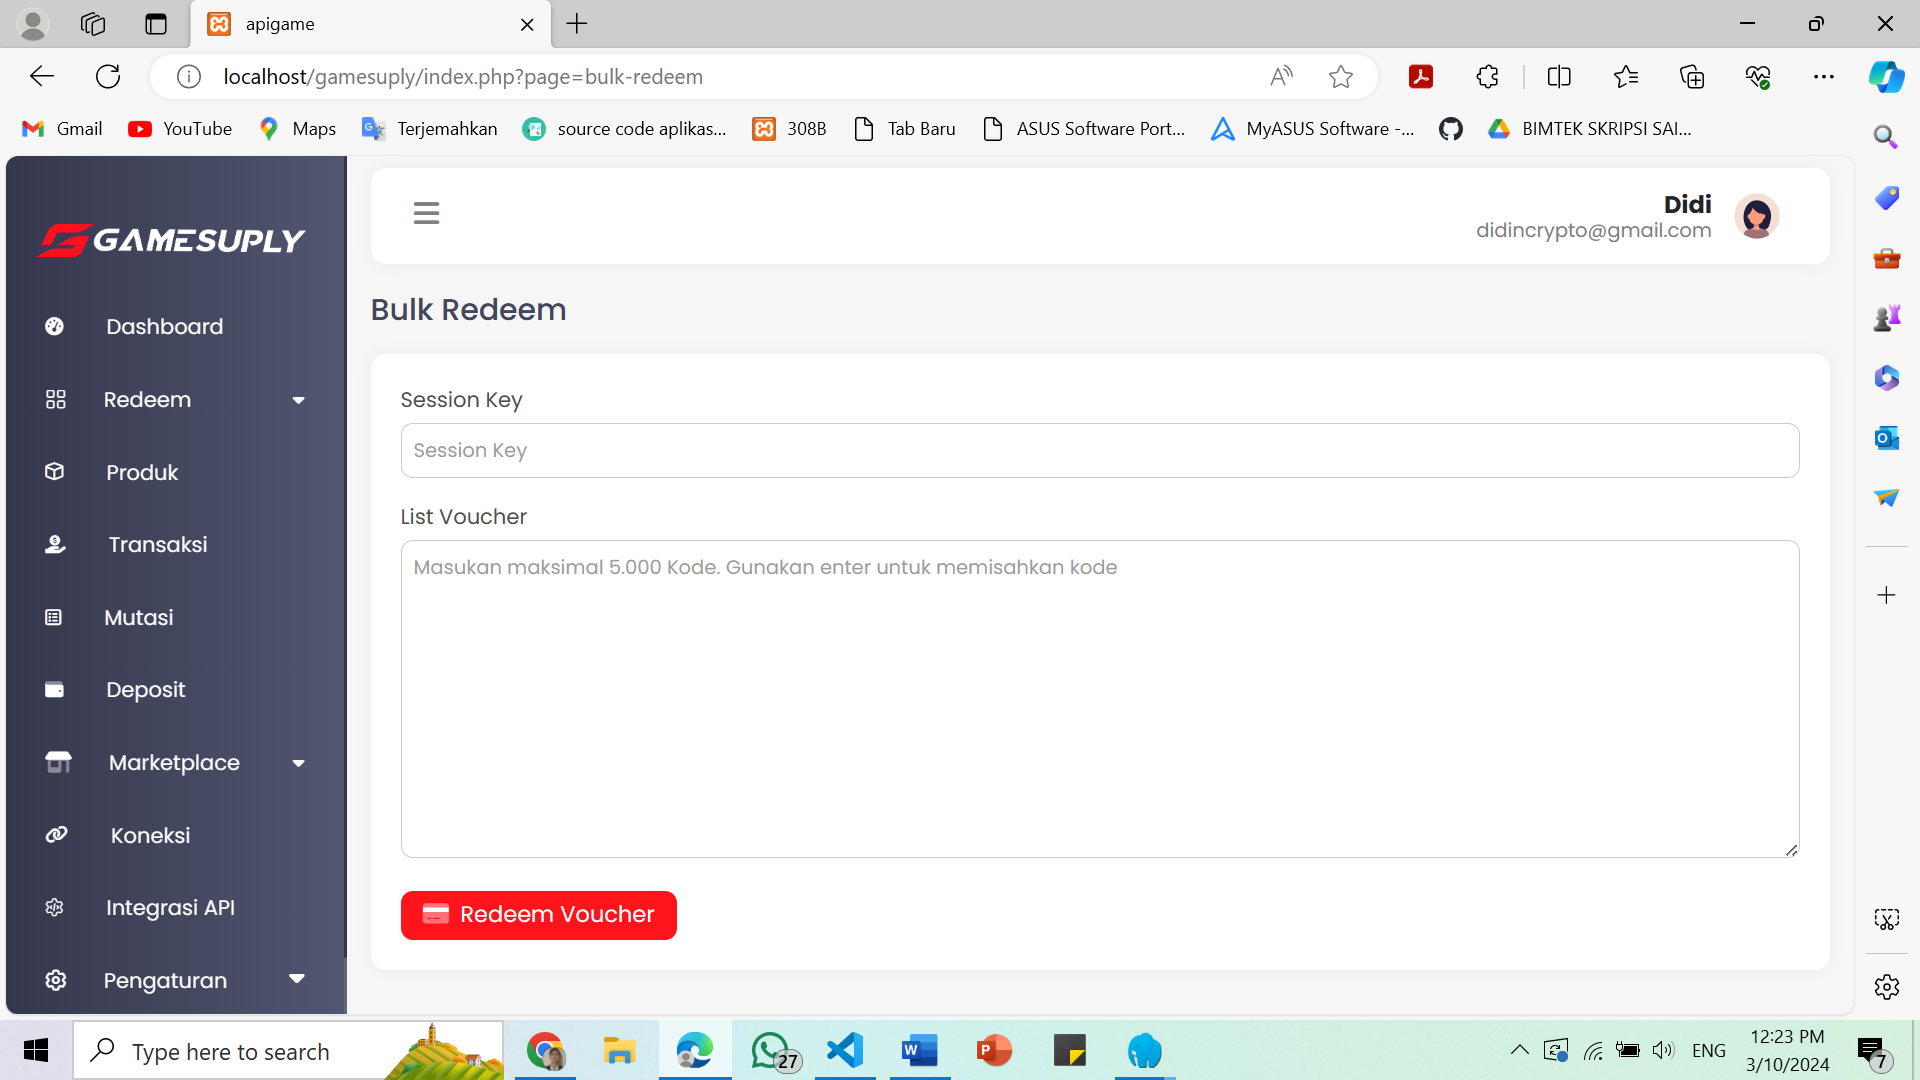 apigame
localhost/gamesuply/index.php?page=bulk-redeem
Gmail YouTube Maps Terjemahkan source code aplikas... 308B Tab Baru ASUS Software Port... MyASUS Software -... BIMTEK SKRIPSI SAI...
GAMESUPLY
Dashboard
Redeem
Produk
Transaksi
Mutasi
Deposit
Marketplace
Koneksi
Integrasi API
Pengaturan
Didi
didincrypto@gmail.com
Bulk Redeem
Session Key
Session Key
List Voucher
Masukan maksimal 5.000 Kode. Gunakan enter untuk memisahkan kode
Redeem Voucher
Type here to search
27
ENG
12:23 PM
3/10/2024
7